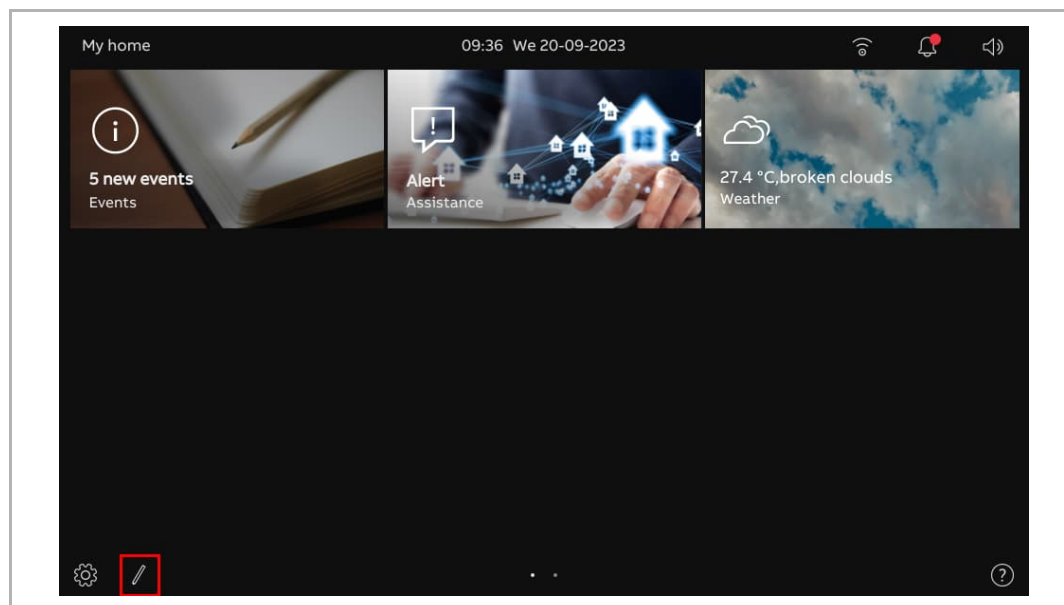 My home
09:36 We 20-09-2023
5 new events
Events
Alert
Assistance
27.4 °C,broken clouds
Weather